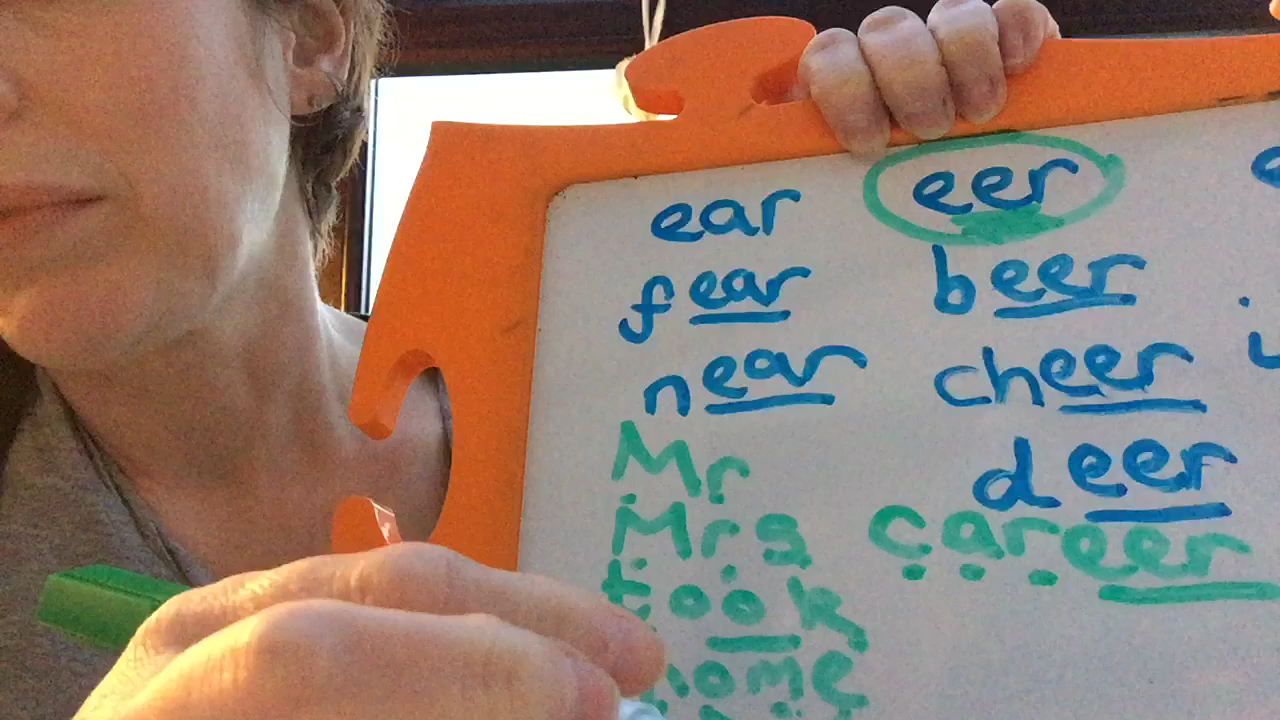 ear eer
fear beer
near cheer
Mr deer
Mrs career
took
home